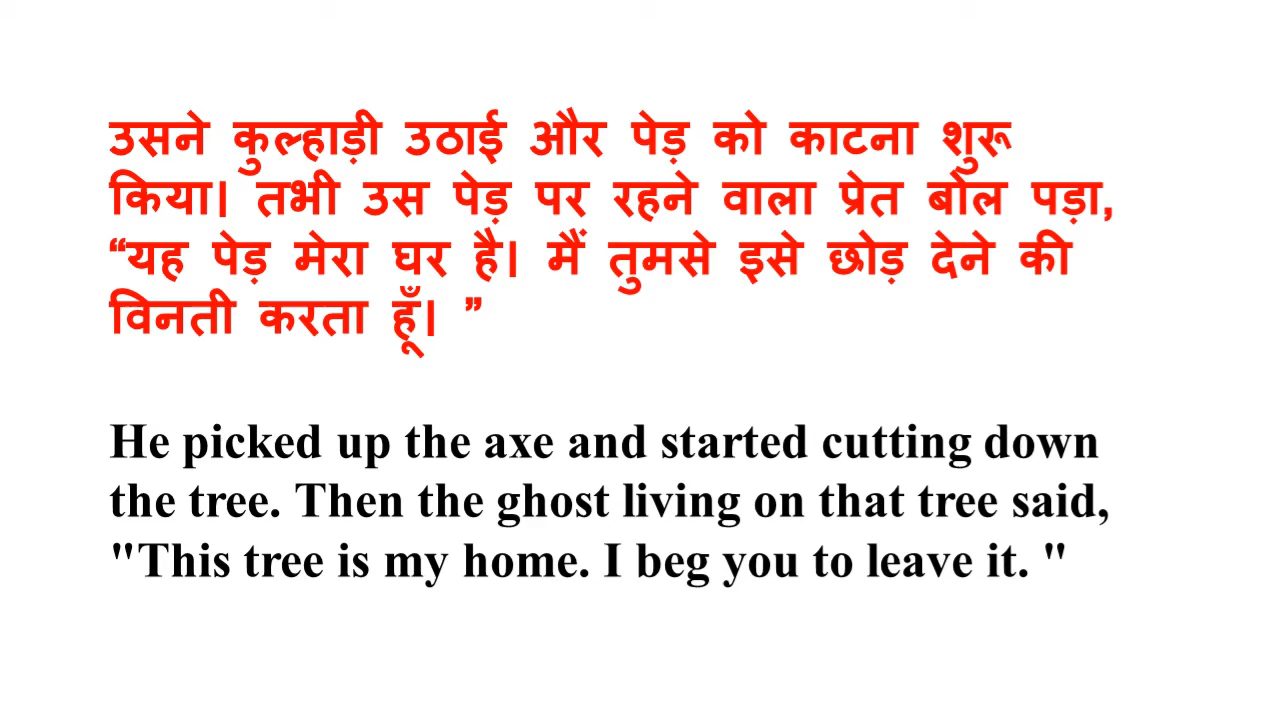 उसने कुल्हाड़ी उठाई और पेड़ को काटना शुरू
किया। तभी उस पेड़ पर रहने वाला प्रेत बोल पड़ा,
“यह पेड़ मेरा घर है। मैं तुमसे इसे छोड़ देने की
विनती करता हूँ। ”
He picked up the axe and started cutting down
the tree. Then the ghost living on that tree said,
"This tree is my home. I beg you to leave it. "